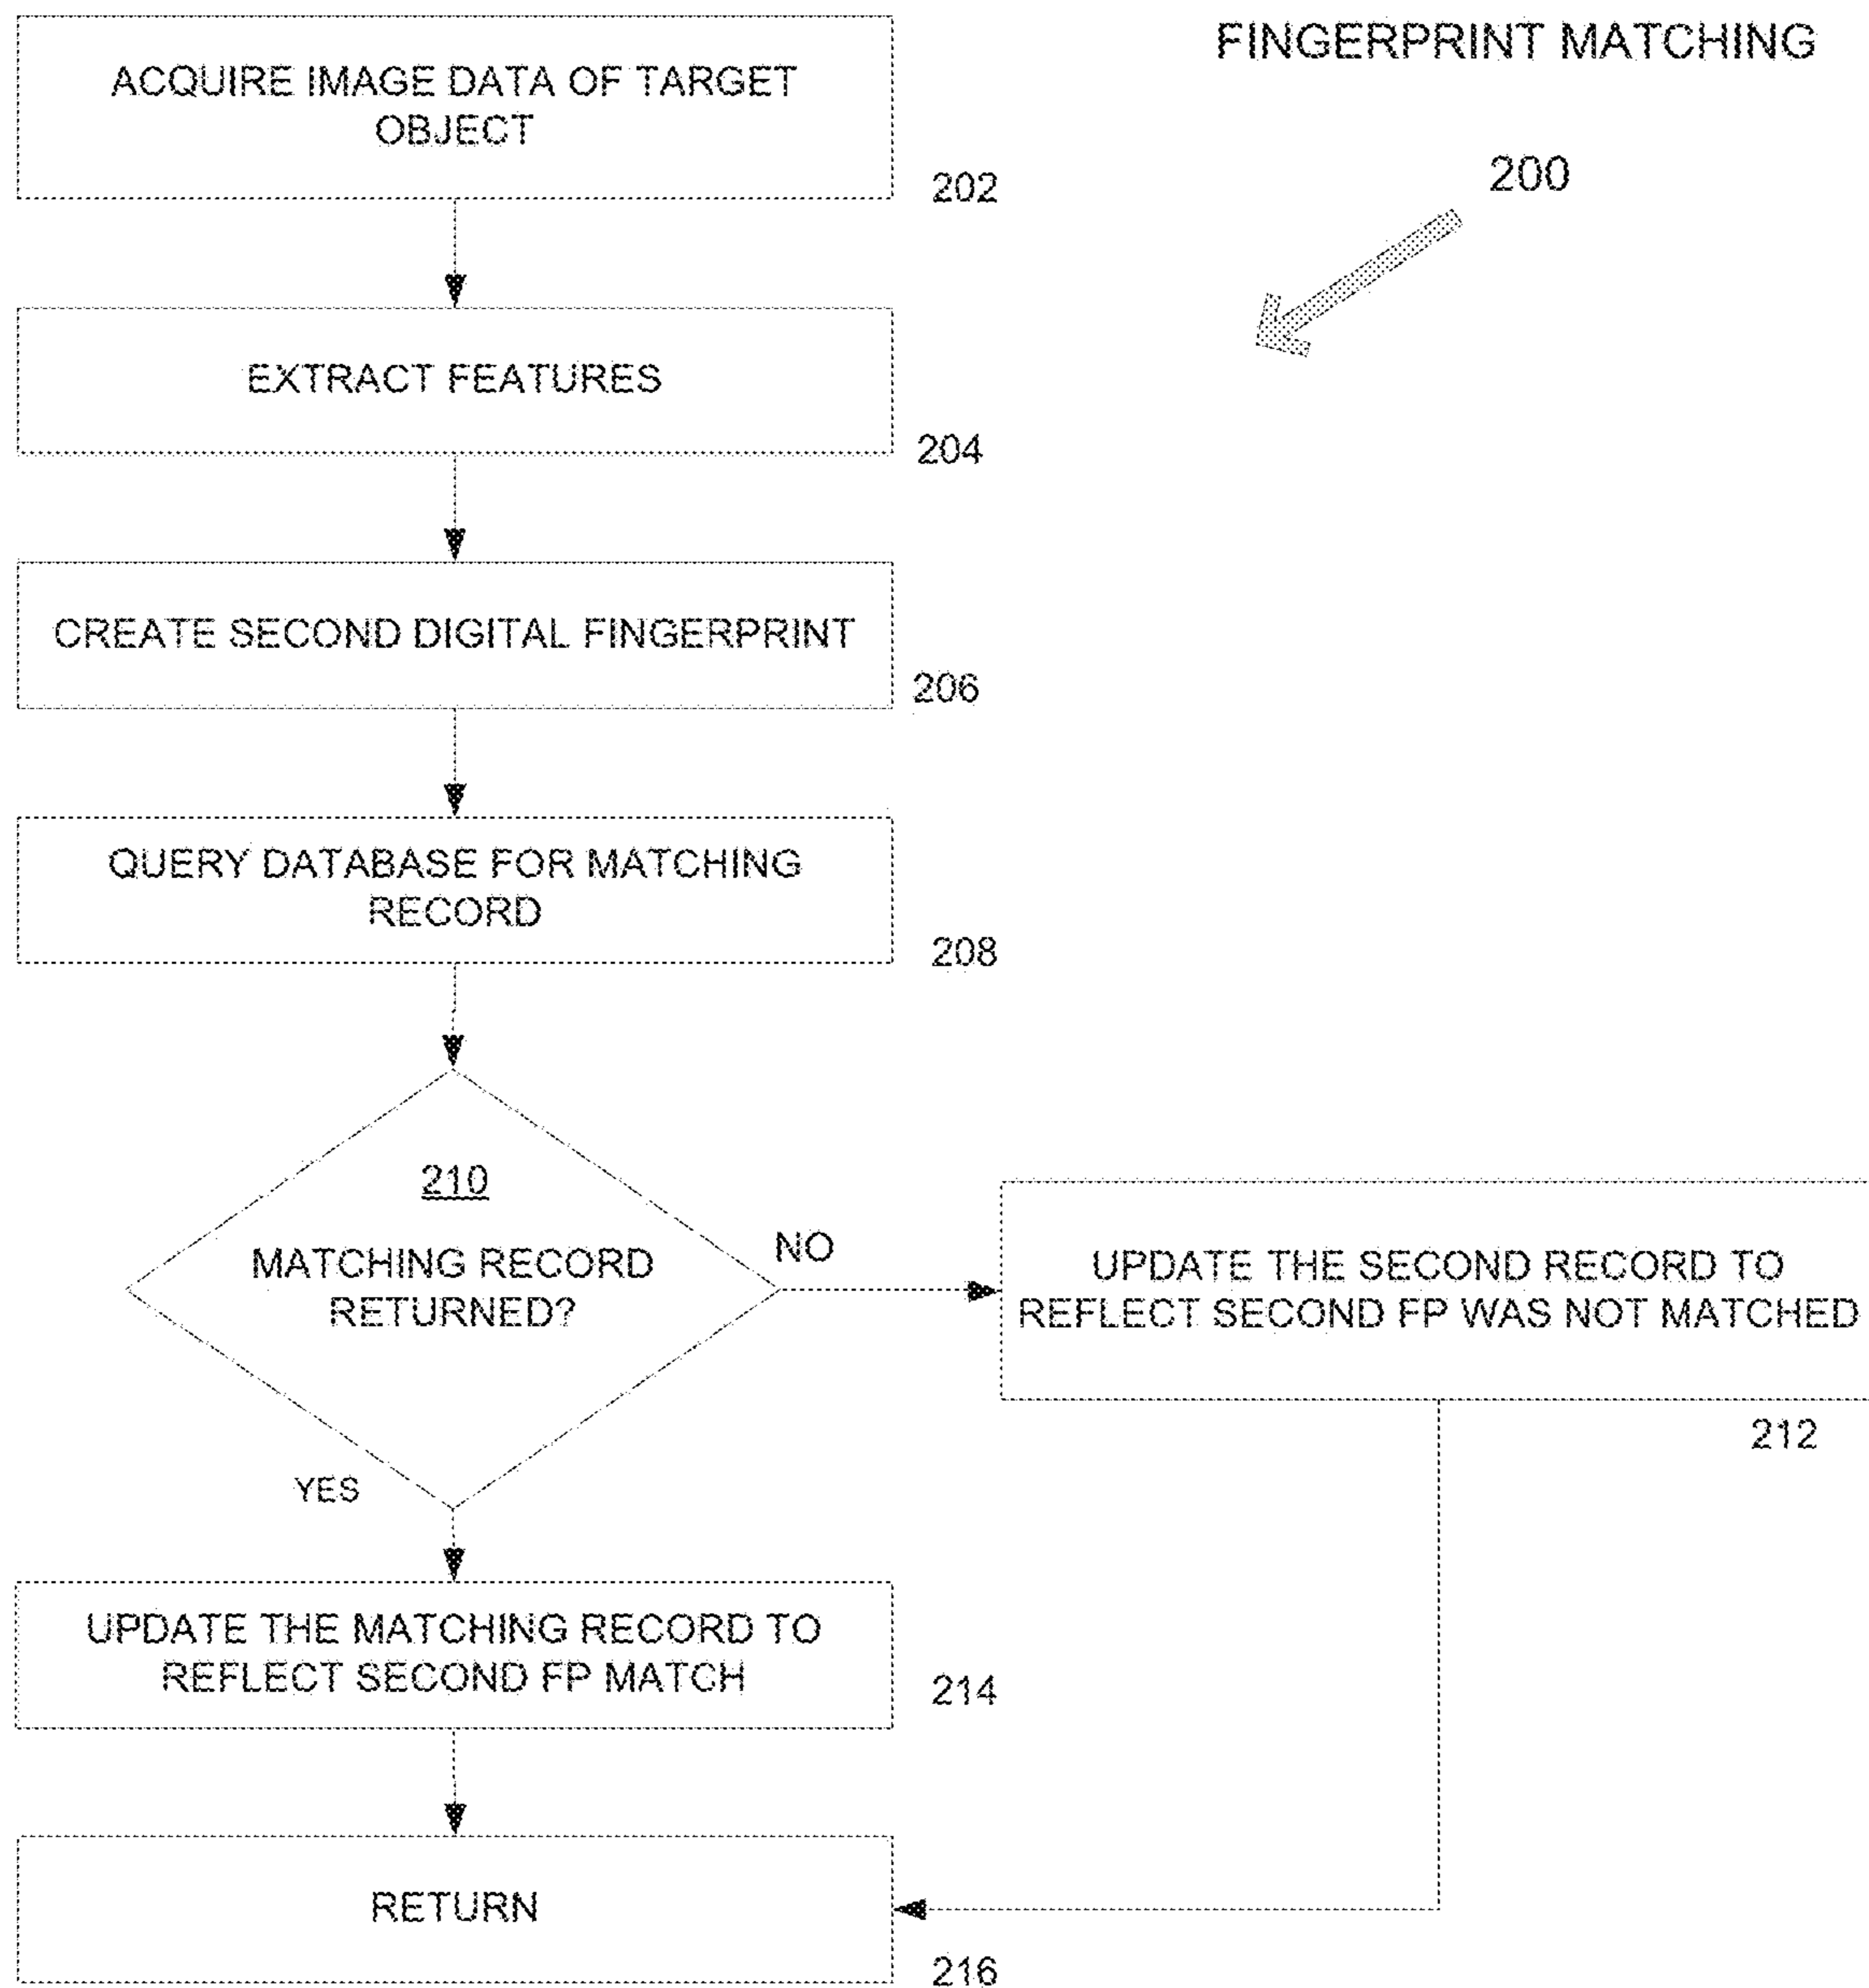 FINGERPRINT MATCHING
200
ACQUIRE IMAGE DATA OF TARGET
OBJECT
202
EXTRACT FEATURES
204
CREATE SECOND DIGITAL FINGERPRINT
206
QUERY DATABASE FOR MATCHING
RECORD
208
210
MATCHING RECORD
RETURNED?
NO
UPDATE THE SECOND RECORD TO
REFLECT SECOND FP WAS NOT MATCHED
212
YES
UPDATE THE MATCHING RECORD TO
REFLECT SECOND FP MATCH
214
RETURN
216